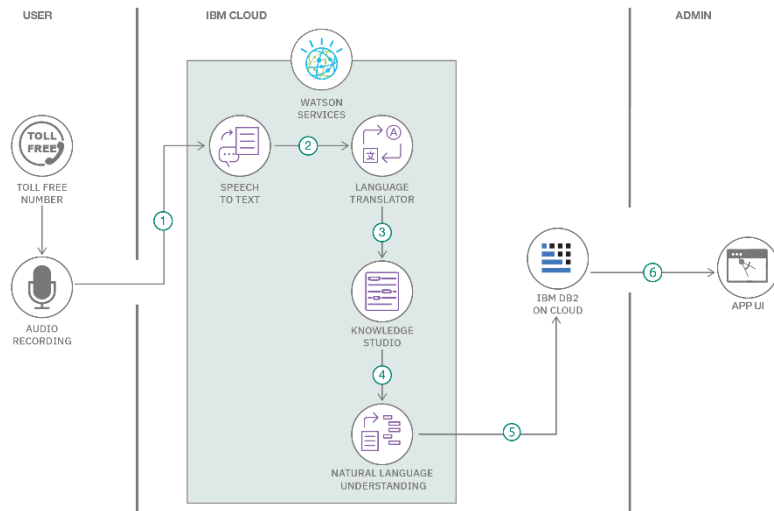 USER
IBM CLOUD
ADMIN
WATSON
SERVICES
TOLL
FREE
TOLL FREE
NUMBER
1
SPEECH
TO TEXT
2
A
文
LANGUAGE
TRANSLATOR
3
AUDIO
RECORDING
KNOWLEDGE
STUDIO
4
NATURAL LANGUAGE
UNDERSTANDING
5
IBM DB2
ON CLOUD
6
APP UI